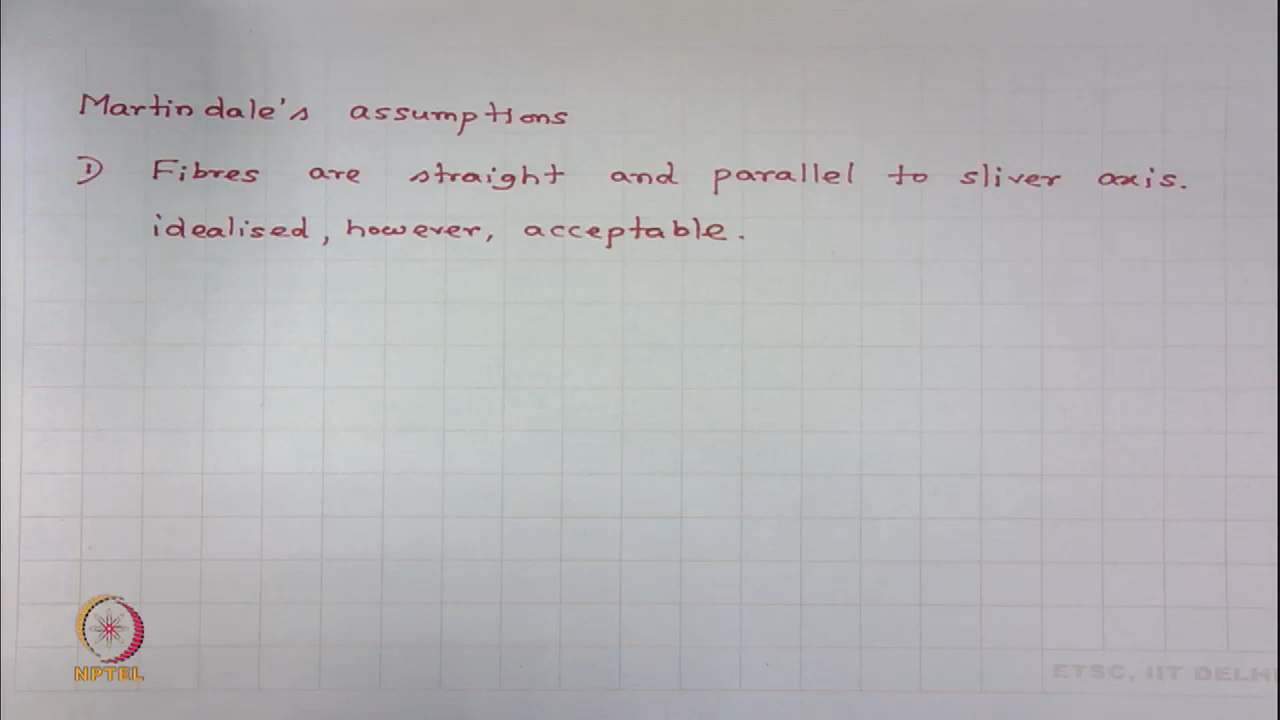 Martindale's assumptions
1) Fibres are straight and parallel to sliver axis.
idealised, however, acceptable.
NPTEL
ETSC, IIT DELHI